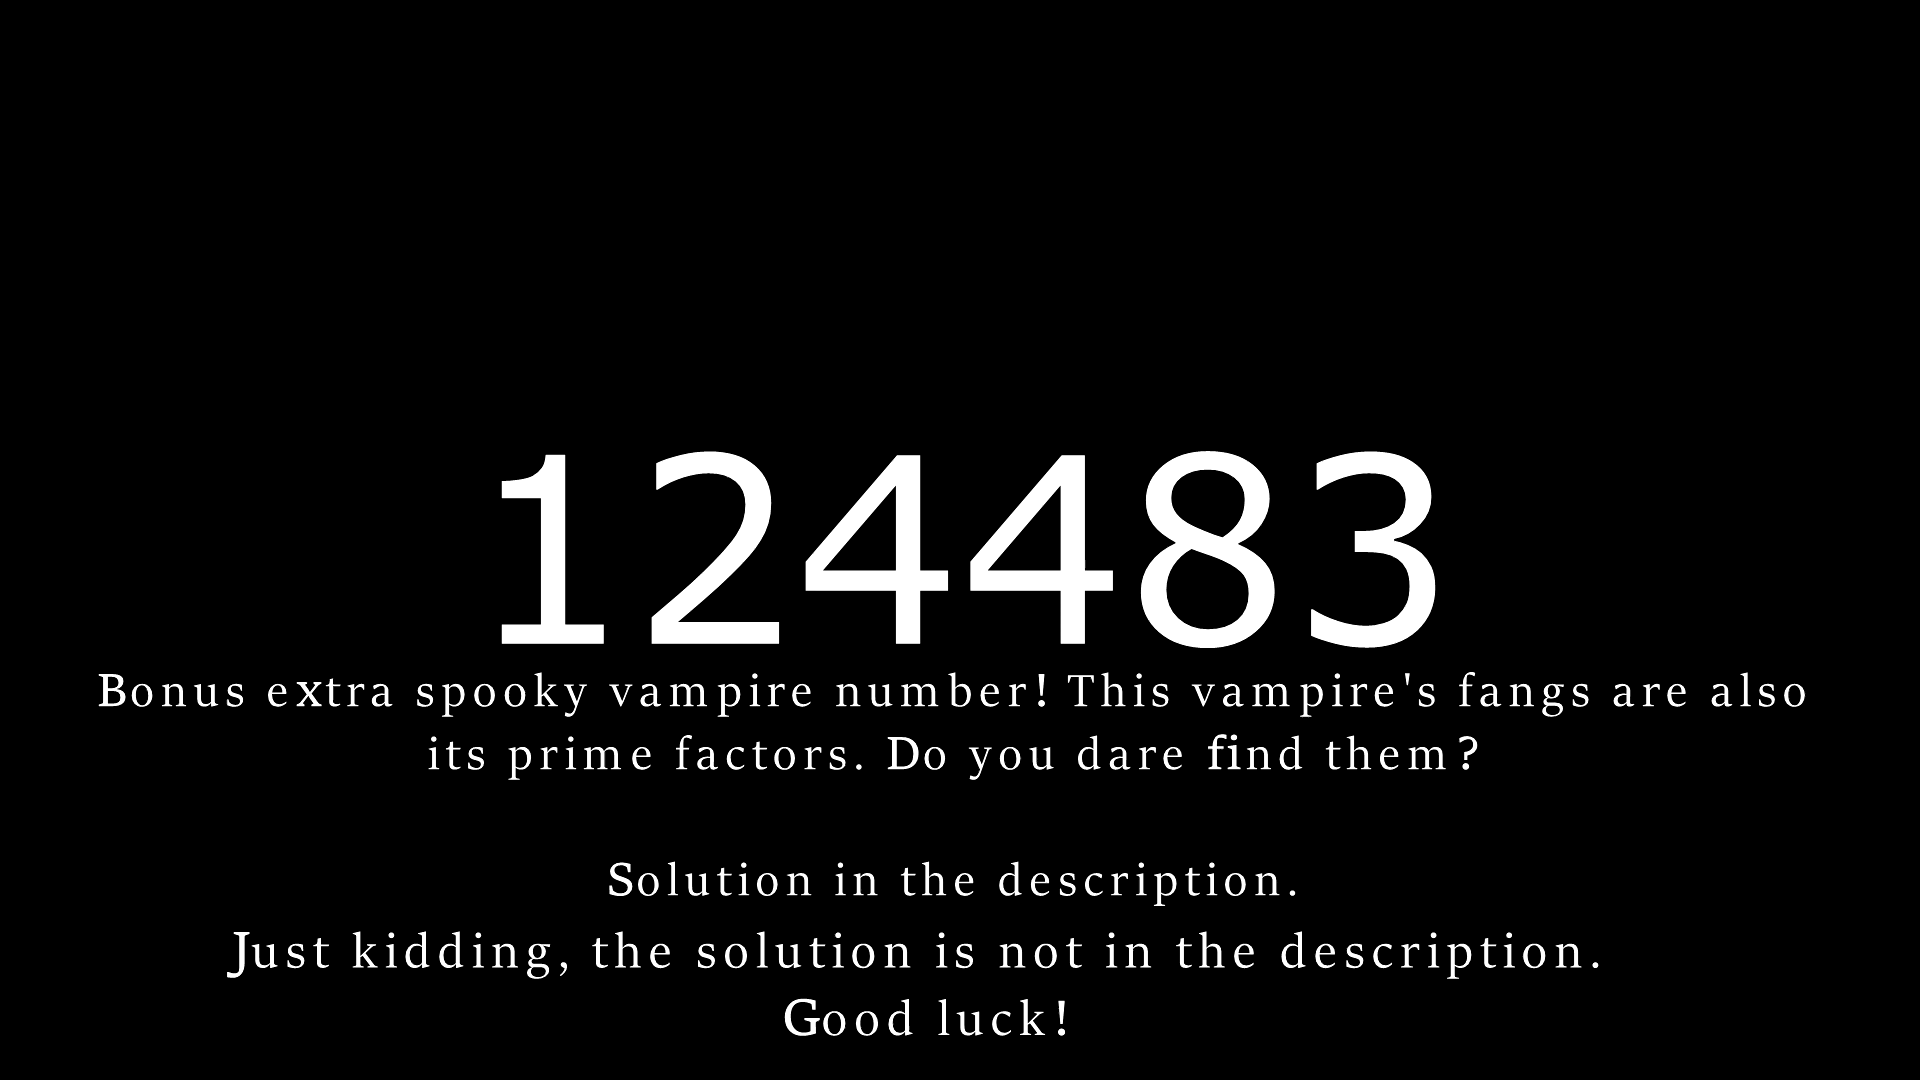 124483
Bonus extra spooky vampire number! This vampire's fangs are also
its prime factors. Do you dare find them?
Solution in the description.
Just kidding, the solution is not in the description.
Good luck!